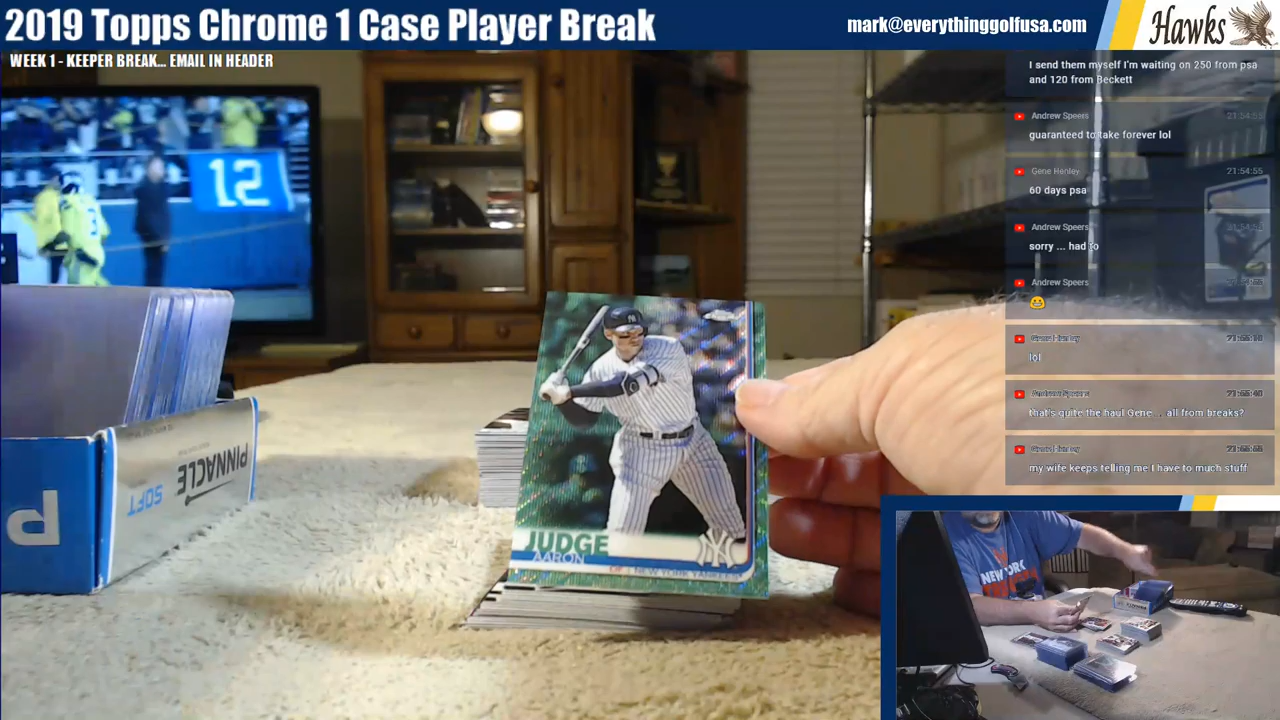 2019 Topps Chrome 1 Case Player Break
mark@everythinggolfusa.com
Hawks
WEEK 1 - KEEPER BREAK... EMAIL IN HEADER
I send them myself I'm waiting on 250 from psa
and 120 from Beckett
Andrew Speers 21:54:55
guaranteed to take forever lol
Gene Henley 21:54:55
60 days psa
Andrew Speers
sorry ... had to
Andrew Speers
lol
that's quite the haul Gene ... all from breaks?
my wife keeps telling me I have to much stuff
12
PINNACLE
SOFT
P
JUDGE
AARON
NEW YORK YANKEES
NY
NEW YORK